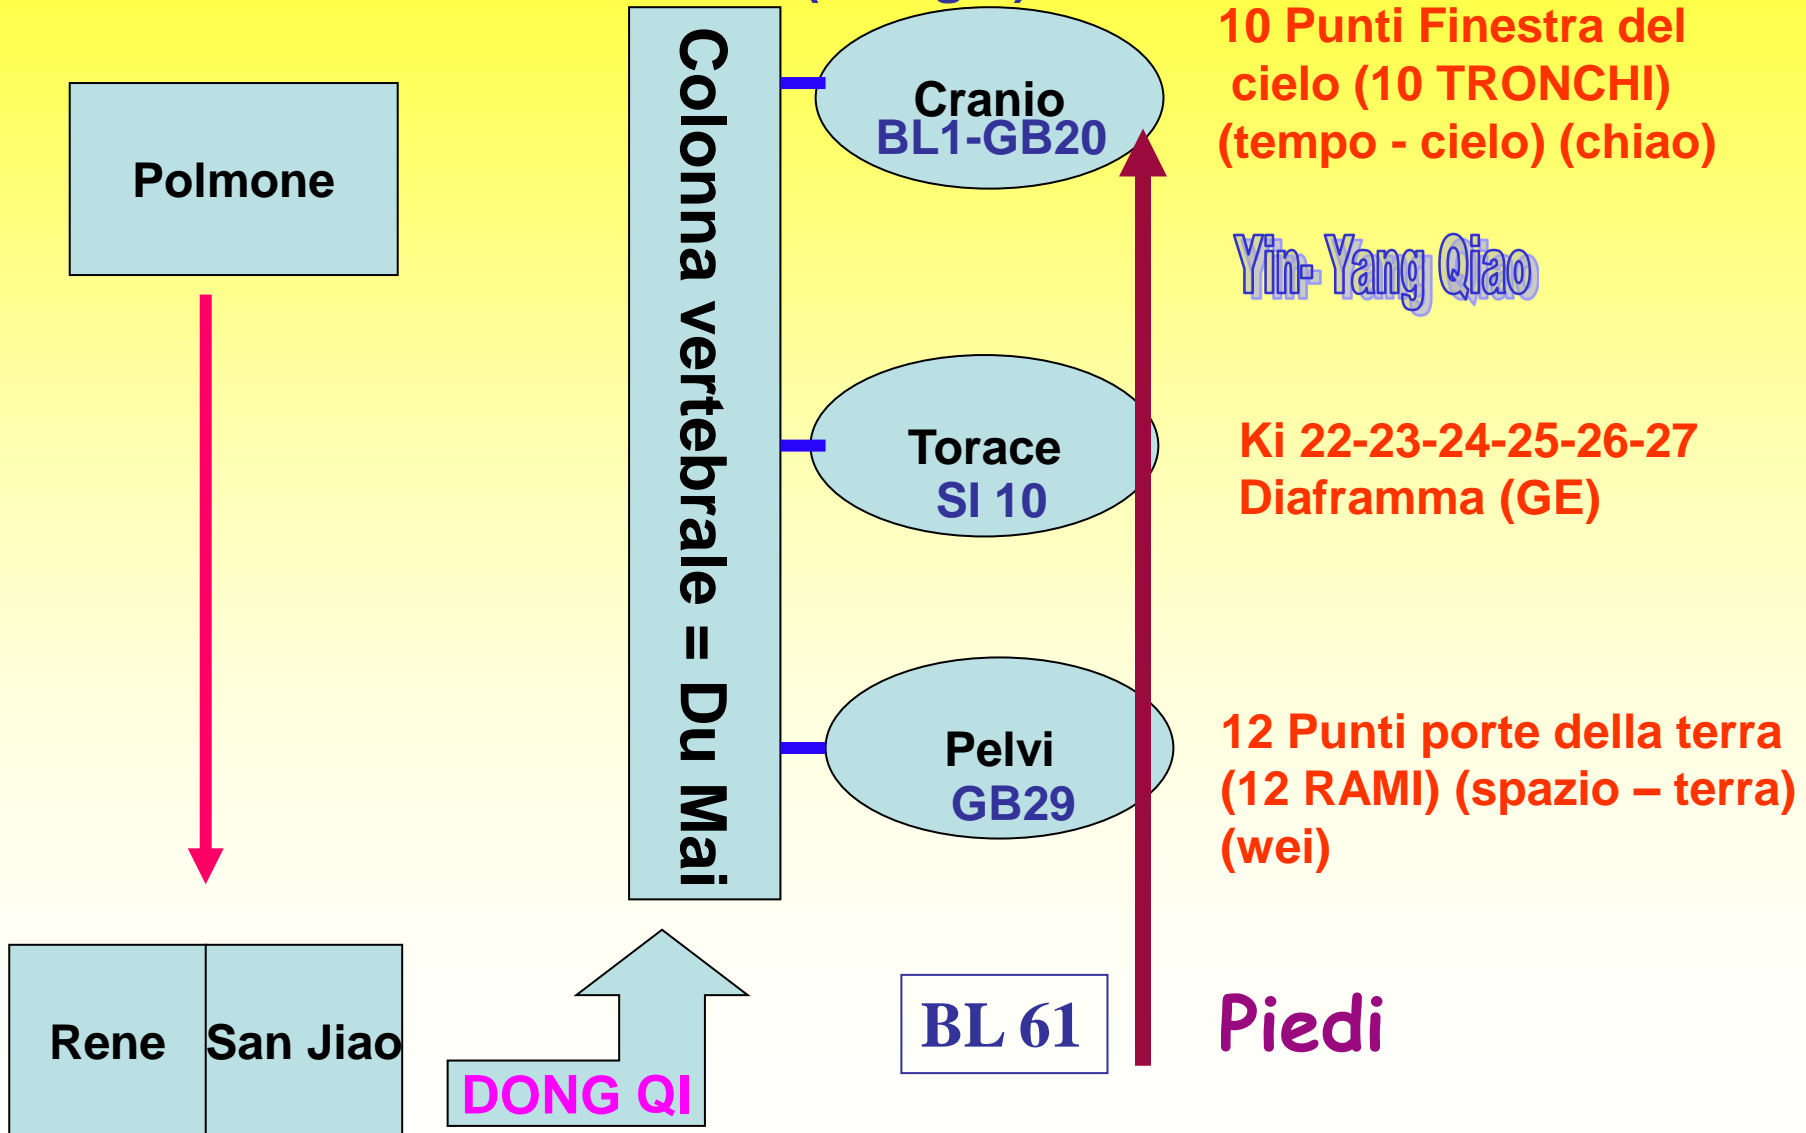 10 Punti Finestra del
cielo (10 TRONCHI)
(tempo - cielo) (chiao)
Cranio
BL1-GB20
Polmone
Colonna vertebrale = Du Mai
Yin- Yang Qiao
Torace
SI 10
Ki 22-23-24-25-26-27
Diaframma (GE)
Pelvi
GB29
12 Punti porte della terra
(12 RAMI) (spazio – terra)
(wei)
BL 61
Piedi
Rene
San Jiao
DONG QI